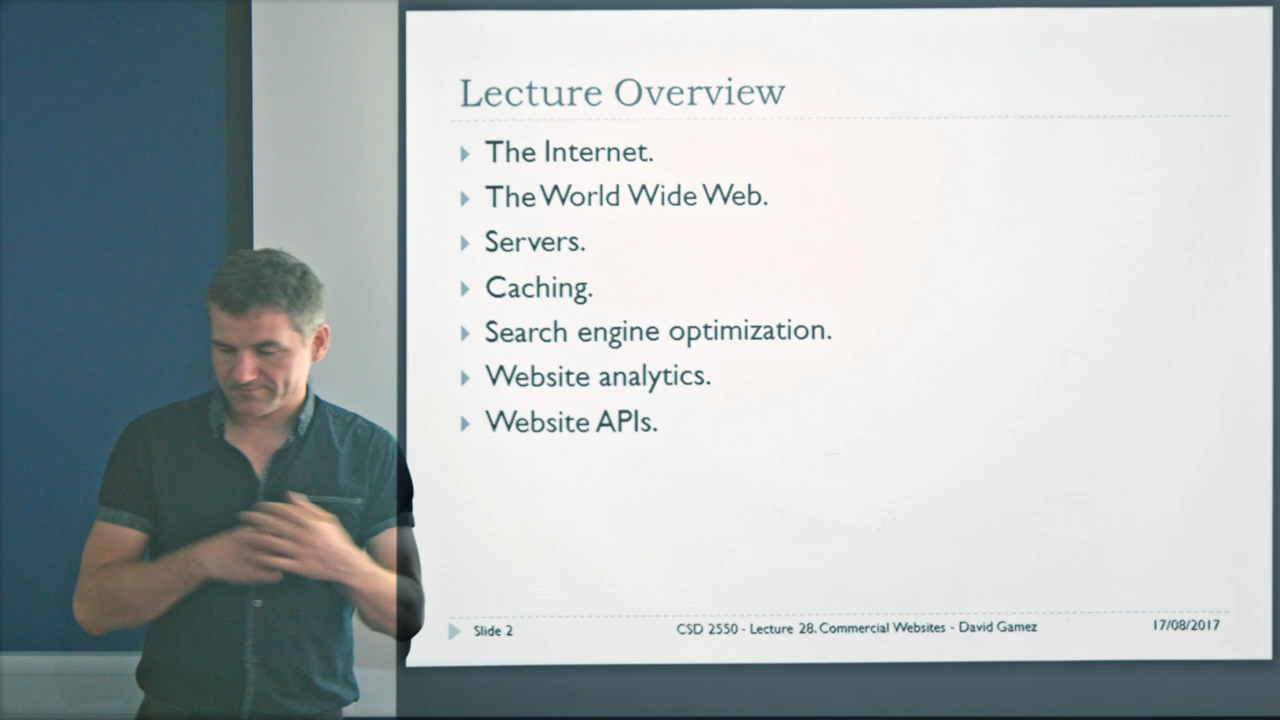 Lecture Overview
The Internet.
The World Wide Web.
Servers.
Caching.
Search engine optimization.
Website analytics.
Website APIs.
Slide 2
CSD 2550 - Lecture 28. Commercial Websites - David Gamez
17/08/2017